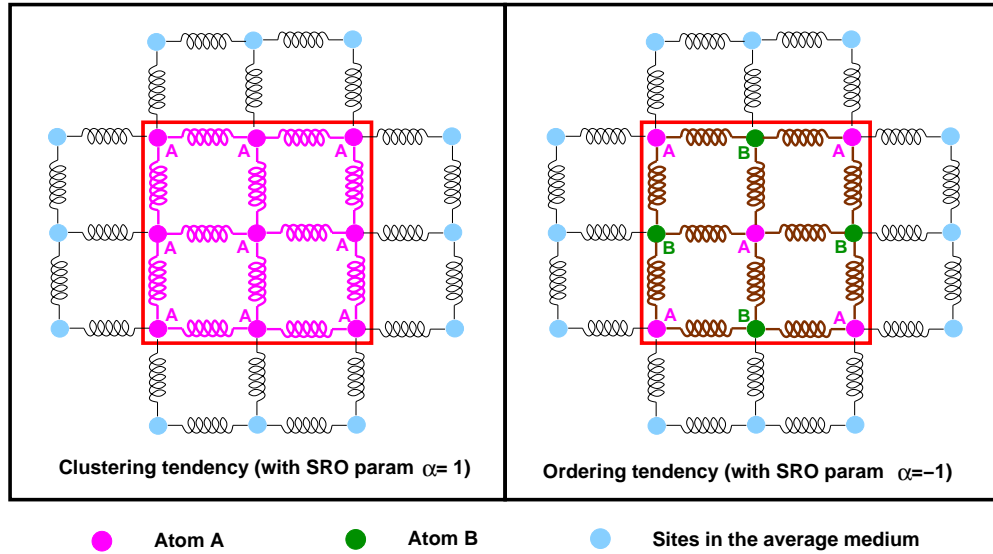 A A A
A A A
A A A
Clustering tendency (with SRO param α= 1)
A B A
B A B
A B A
Ordering tendency (with SRO param α=−1)
Atom A
Atom B
Sites in the average medium